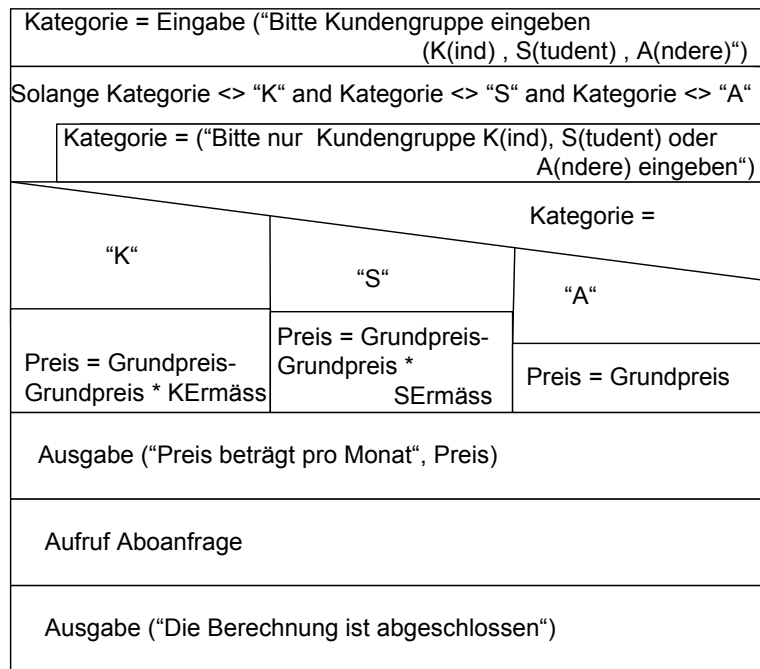 Kategorie = Eingabe (“Bitte Kundengruppe eingeben
(K(ind) , S(tudent) , A(ndere)“)
Solange Kategorie <> “K“ and Kategorie <> “S“ and Kategorie <> “A“
Kategorie = (“Bitte nur Kundengruppe K(ind), S(tudent) oder
A(ndere) eingeben“)
Kategorie =
“K“
“S“
“A“
Preis = Grundpreis-
Grundpreis * KErmäss
Preis = Grundpreis-
Grundpreis *
SErmäss
Preis = Grundpreis
Ausgabe (“Preis beträgt pro Monat“, Preis)
Aufruf Aboanfrage
Ausgabe (“Die Berechnung ist abgeschlossen“)